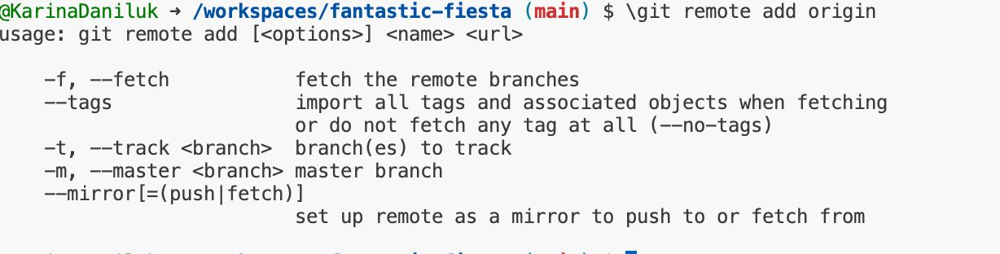 @KarinaDaniluk → /workspaces/fantastic-fiesta (main) $ \git remote add origin
usage: git remote add [<options>] <name> <url>
-f, --fetch fetch the remote branches
--tags import all tags and associated objects when fetching
or do not fetch any tag at all (--no-tags)
-t, --track <branch> branch(es) to track
-m, --master <branch> master branch
--mirror[=(push|fetch)]
set up remote as a mirror to push to or fetch from